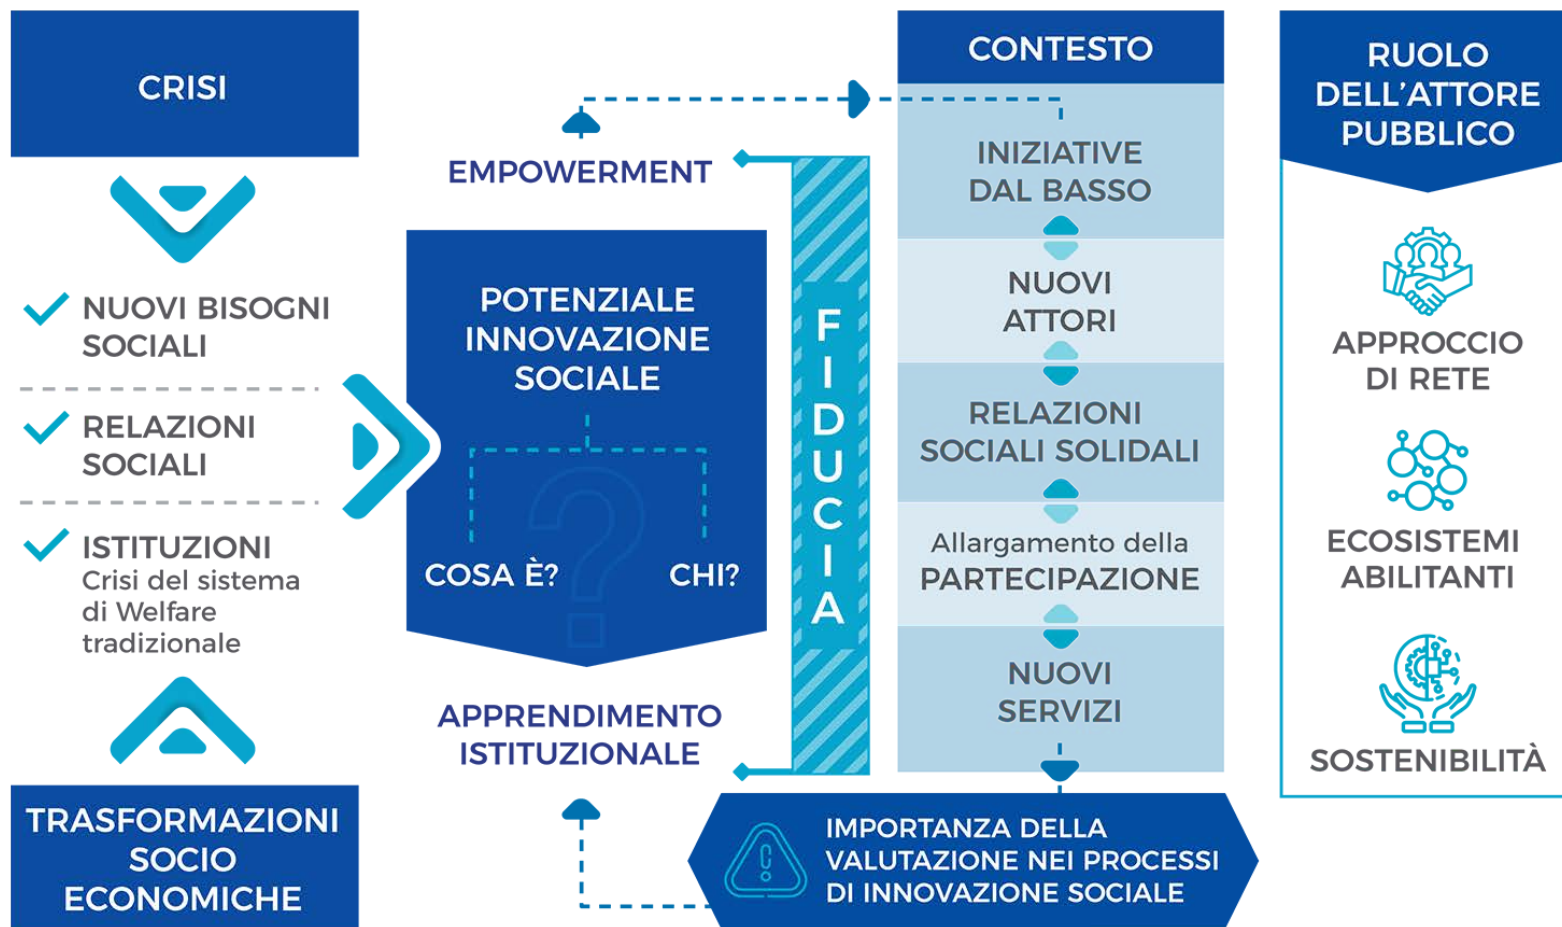 CRISI
NUOVI BISOGNI
SOCIALI
RELAZIONI
SOCIALI
ISTITUZIONI
Crisi del sistema
di Welfare
tradizionale
TRASFORMAZIONI
SOCIO
ECONOMICHE
EMPOWERMENT
POTENZIALE
INNOVAZIONE
SOCIALE
?
COSA È?
CHI?
APPRENDIMENTO
ISTITUZIONALE
FIDUCIA
CONTESTO
INIZIATIVE
DAL BASSO
NUOVI
ATTORI
RELAZIONI
SOCIALI SOLIDALI
Allargamento della
PARTECIPAZIONE
NUOVI
SERVIZI
IMPORTANZA DELLA
VALUTAZIONE NEI PROCESSI
DI INNOVAZIONE SOCIALE
RUOLO
DELL'ATTORE
PUBBLICO
APPROCCIO
DI RETE
ECOSISTEMI
ABILITANTI
SOSTENIBILITÀ